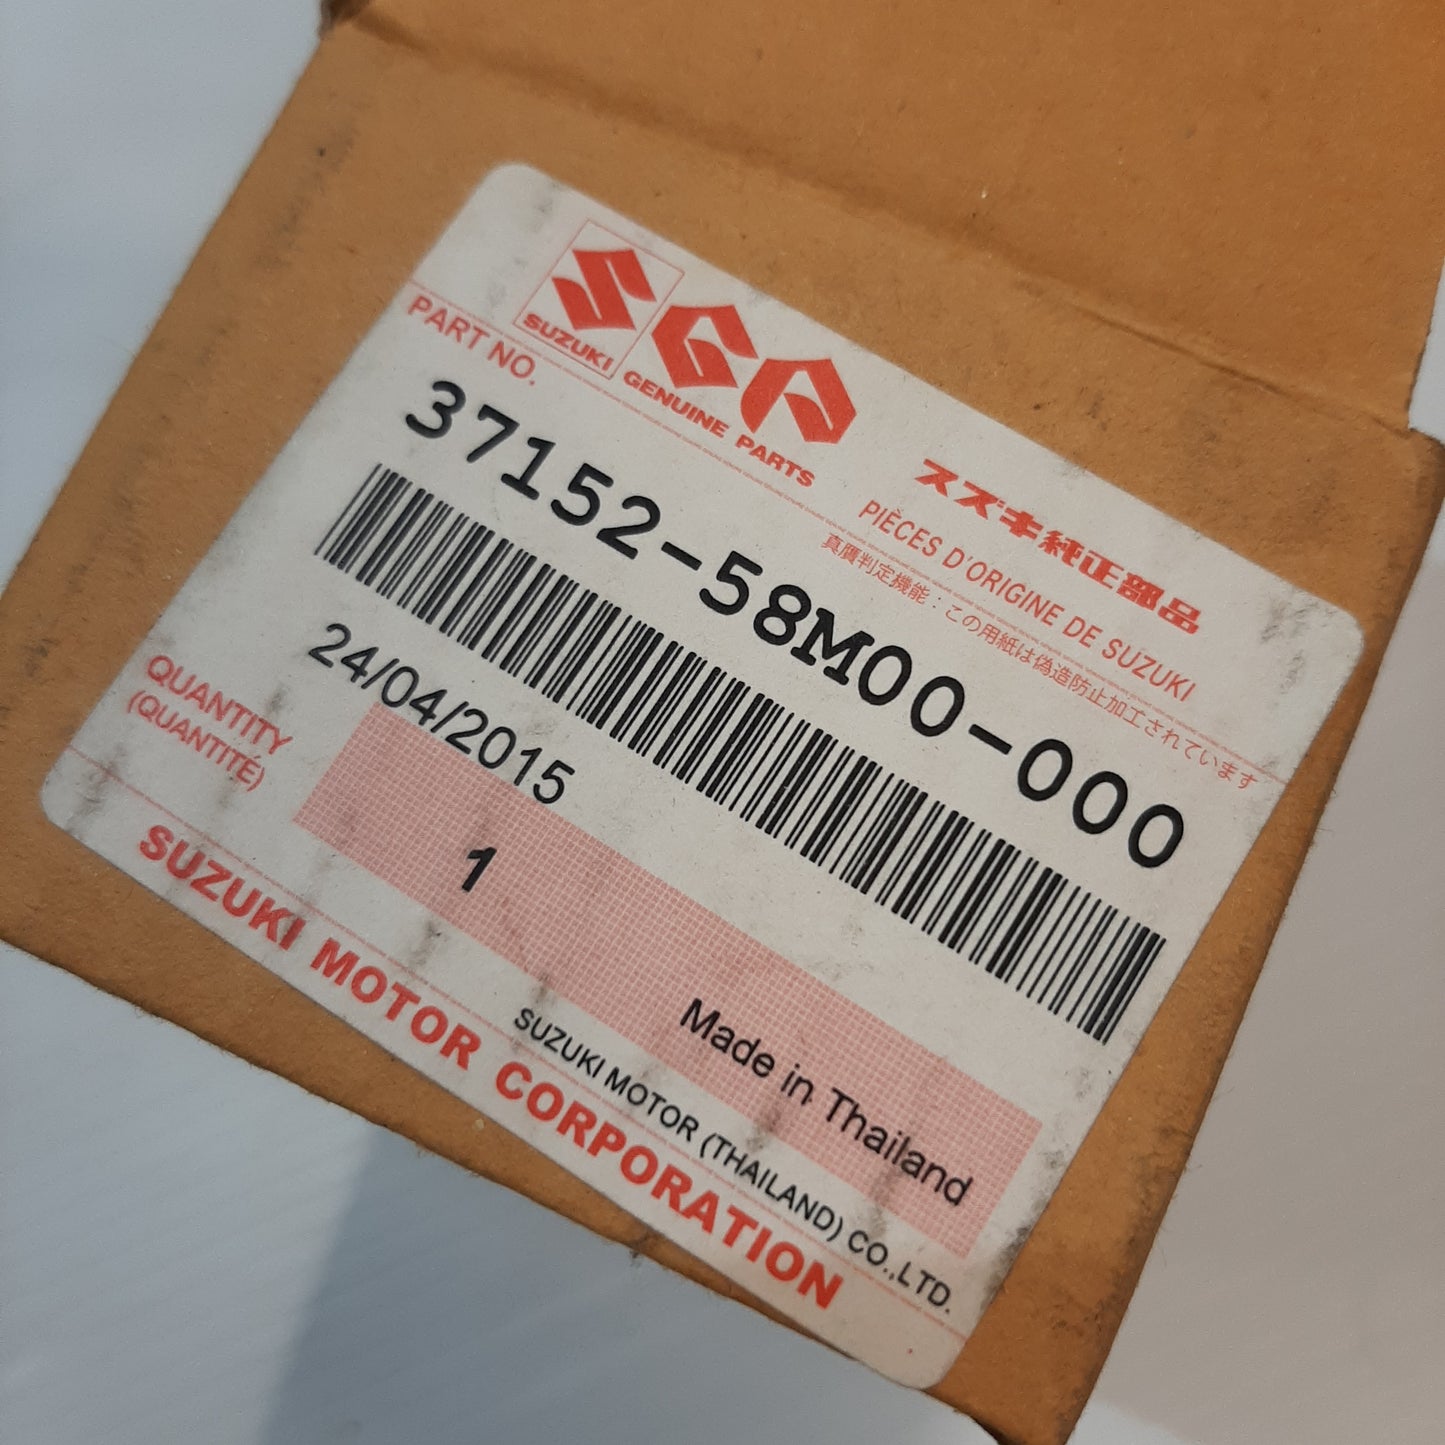 SUZUKI
SGP
GENUINE PARTS
スズキ純正部品
PIÈCES D'ORIGINE DE SUZUKI
真贋判定機能：この用紙は偽造防止加工されています
PART NO.
37152-58M00-000
24/04/2015
QUANTITY
(QUANTITÉ)
1
Made in Thailand
SUZUKI MOTOR (THAILAND) CO.,LTD.
SUZUKI MOTOR CORPORATION